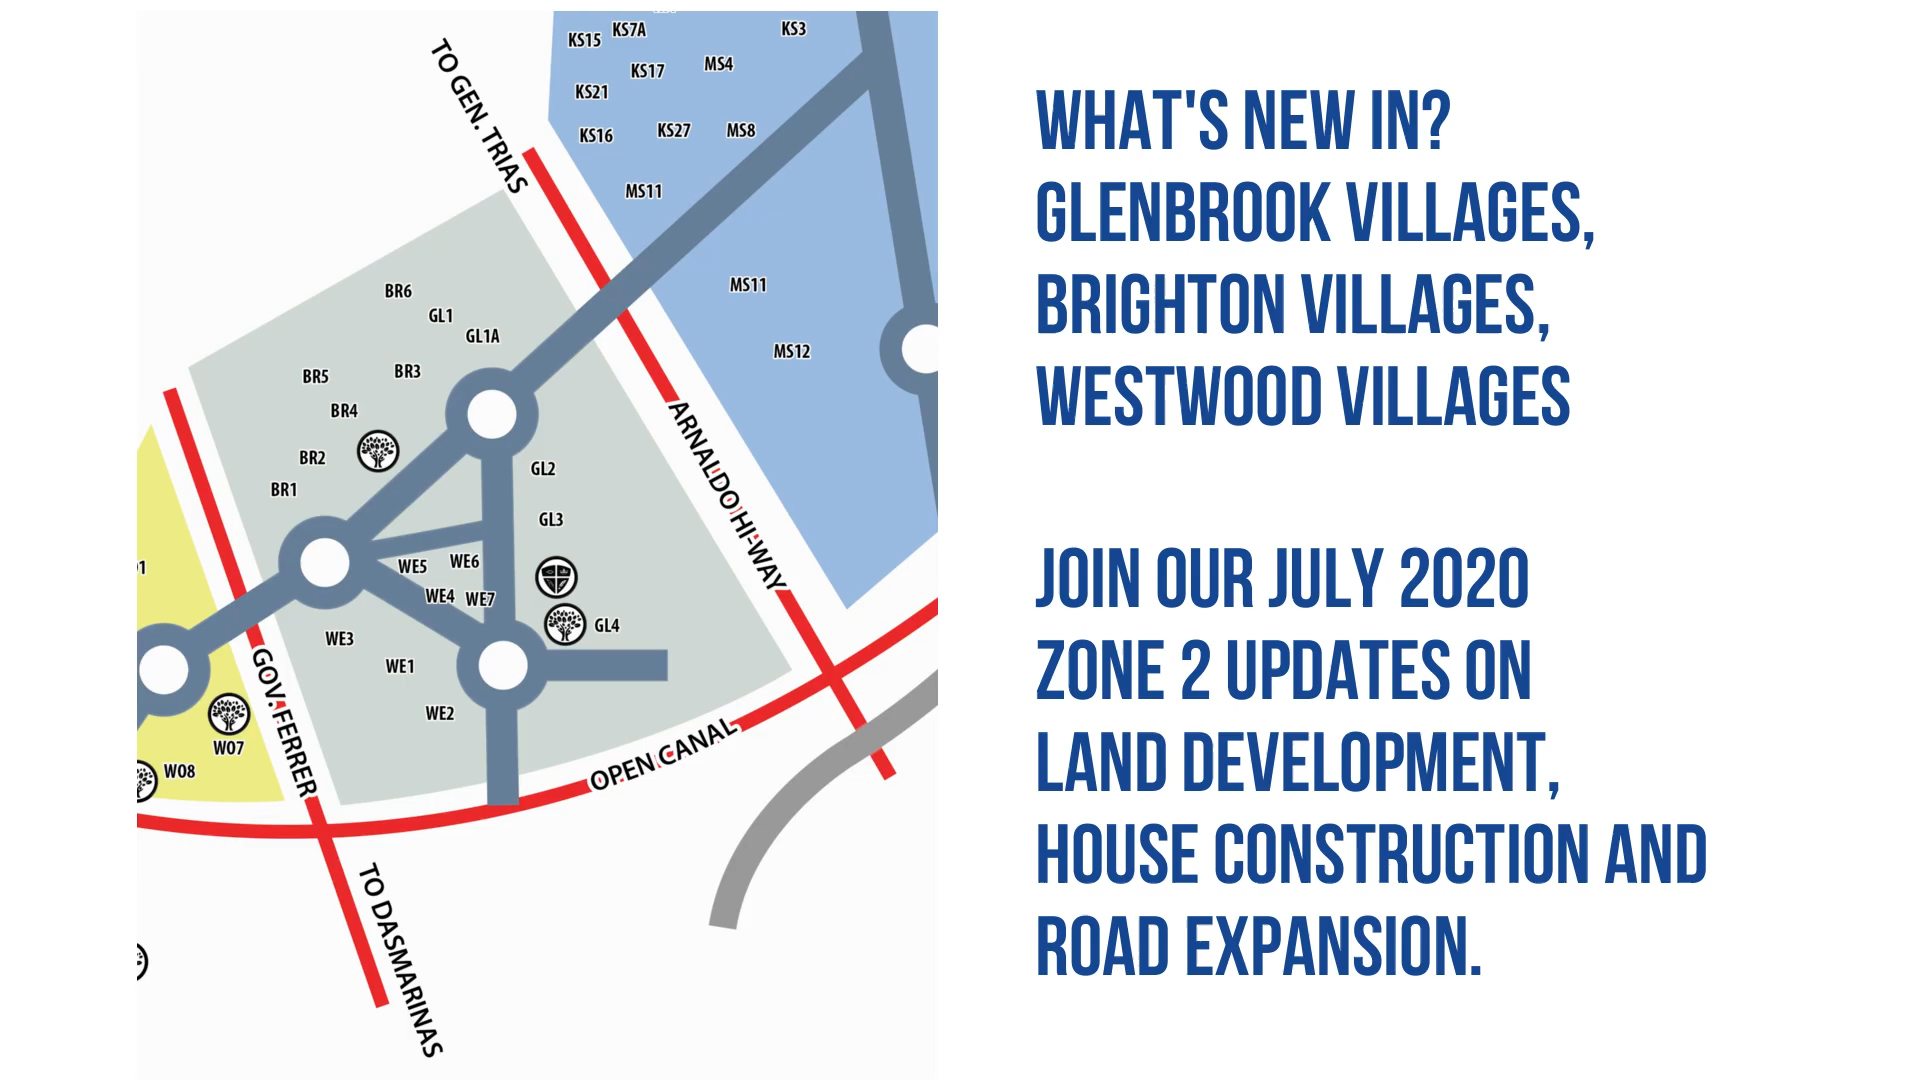 KS15
KS7A
KS3
KS17
MS4
KS21
KS16
KS27
MS8
MS11
MS11
MS12
TO GEN. TRIAS
BR6
GL1
GL1A
BR5
BR3
BR4
BR2
BR1
GL2
GL3
ARNALDO HI-WAY
WE5
WE6
WE4
WE7
GL4
WE3
WE1
WE2
GOV. FERRER
WO7
WO8
OPEN CANAL
TO DASMARINAS
WHAT'S NEW IN?
GLENBROOK VILLAGES,
BRIGHTON VILLAGES,
WESTWOOD VILLAGES
JOIN OUR JULY 2020
ZONE 2 UPDATES ON
LAND DEVELOPMENT,
HOUSE CONSTRUCTION AND
ROAD EXPANSION.